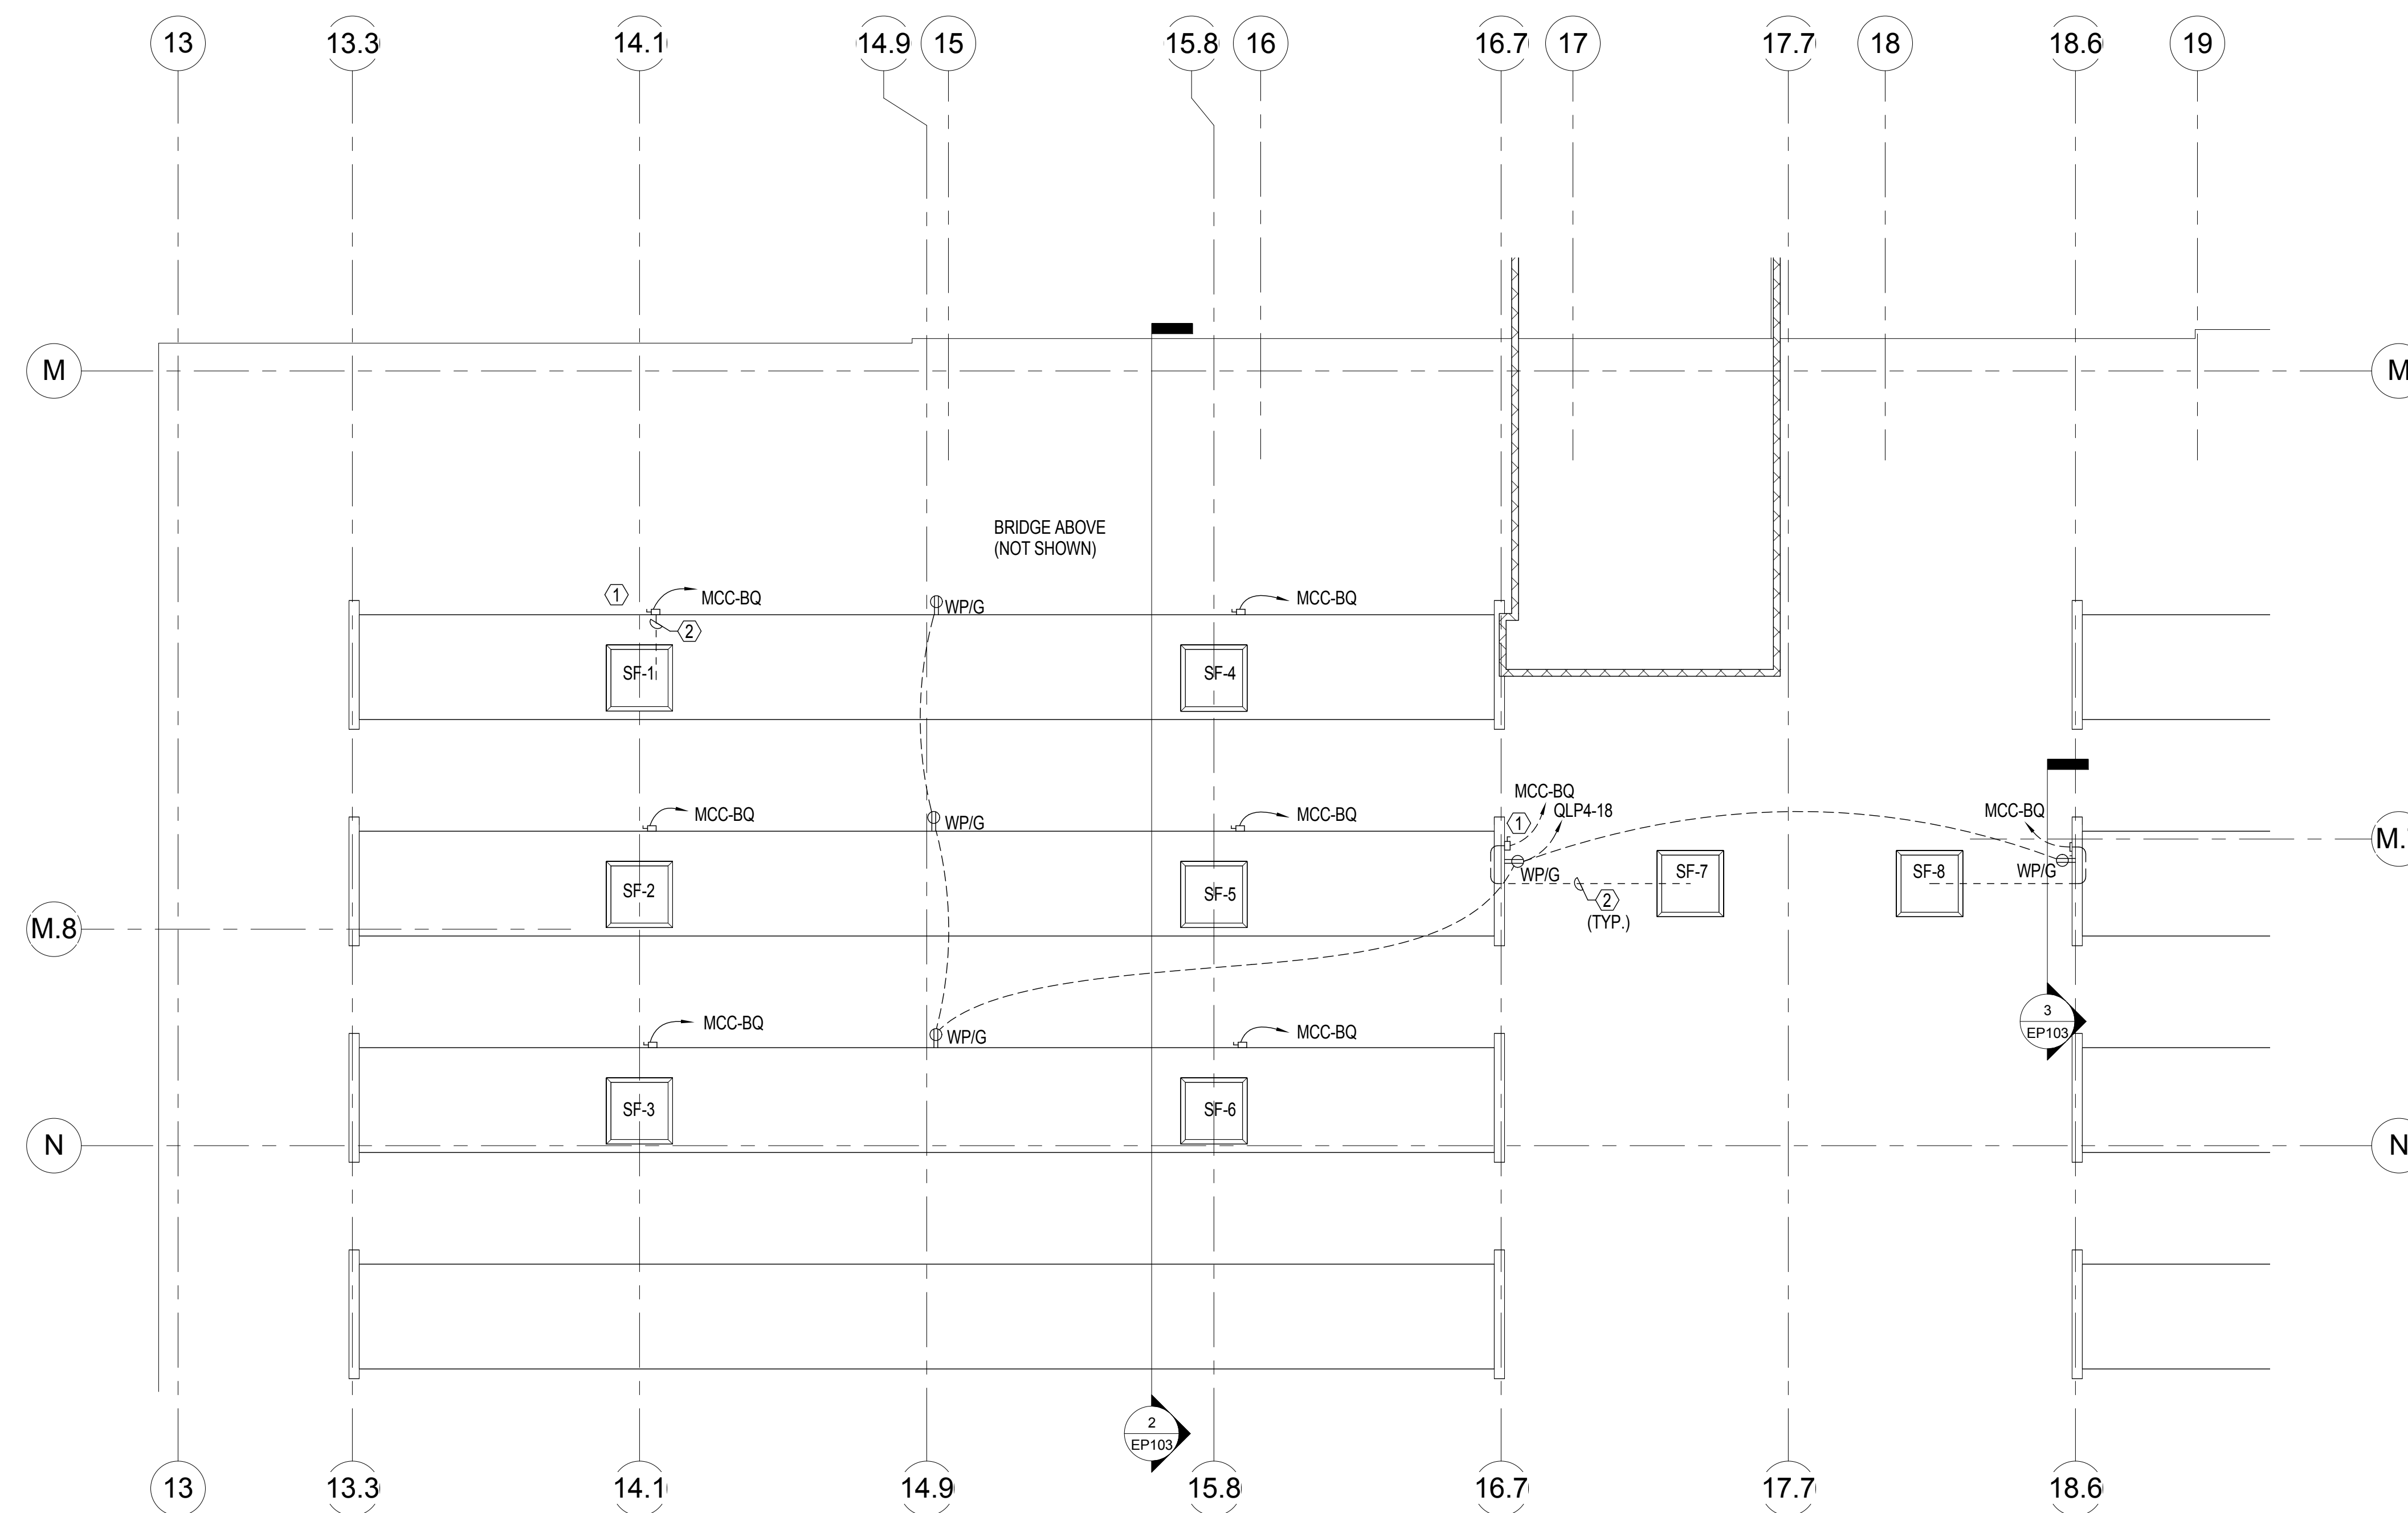 13
13.3
14.1
14.9
15
15.8
16
16.7
17
17.7
18
18.6
19
M
M
BRIDGE ABOVE
(NOT SHOWN)
1
MCC-BQ
WP/G
MCC-BQ
2
SF-1
SF-4
MCC-BQ
MCC-BQ
WP/G
MCC-BQ
MCC-BQ
QLP4-18
1
MCC-BQ
M.
WP/G
WP/G
SF-7
SF-8
SF-2
SF-5
2
(TYP.)
M.8
3
EP103
MCC-BQ
WP/G
MCC-BQ
SF-3
SF-6
N
N
2
EP103
13
13.3
14.1
14.9
15.8
16.7
17.7
18.6